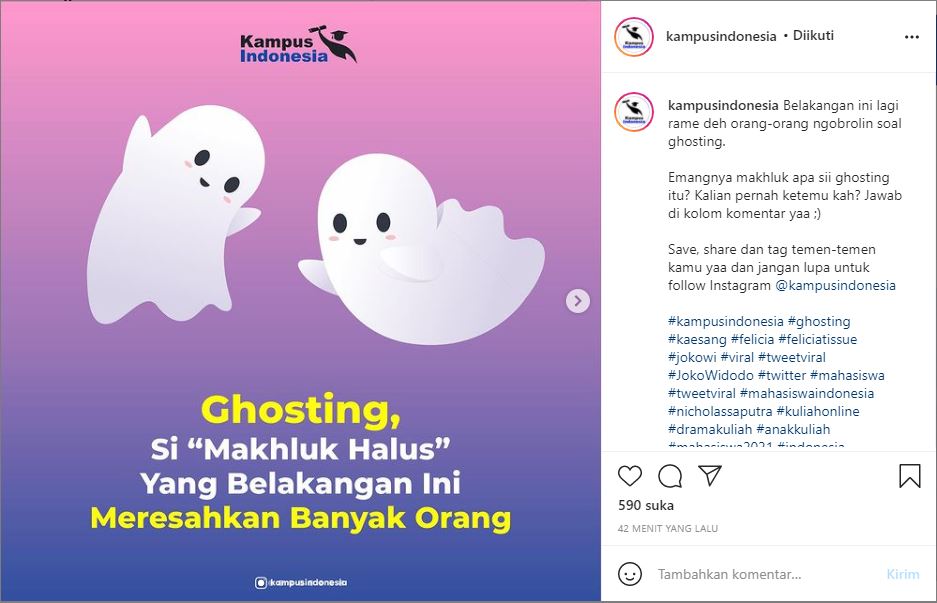 Kampus
Indonesia
Ghosting,
Si “Makhluk Halus”
Yang Belakangan Ini
Meresahkan Banyak Orang
kampusindonesia
kampusindonesia • Diikuti
kampusindonesia Belakangan ini lagi
rame deh orang-orang ngobrolin soal
ghosting.
Emangnya makhluk apa sii ghosting
itu? Kalian pernah ketemu kah? Jawab
di kolom komentar yaa ;)
Save, share dan tag temen-temen
kamu yaa dan jangan lupa untuk
follow Instagram @kampusindonesia
#kampusindonesia #ghosting
#kaesang #felicia #feliciatissue
#jokowi #viral #tweetviral
#JokoWidodo #twitter #mahasiswa
#tweetviral #mahasiswaindonesia
#nicholassaputra #kuliahonline
#dramakuliah #anakkuliah
#mahasiswa2021 #indonesia
590 suka
42 MENIT YANG LALU
Tambahkan komentar...
Kirim